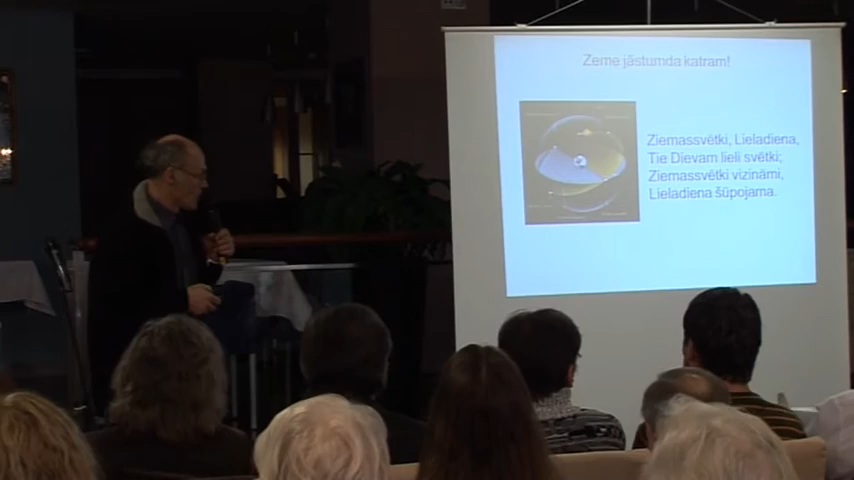 Zeme jāstumda katram!
Ziemassvētki, Lieladiena,
Tie Dievam lieli svētki;
Ziemassvētki vizināmi,
Lieladiena šūpojama.